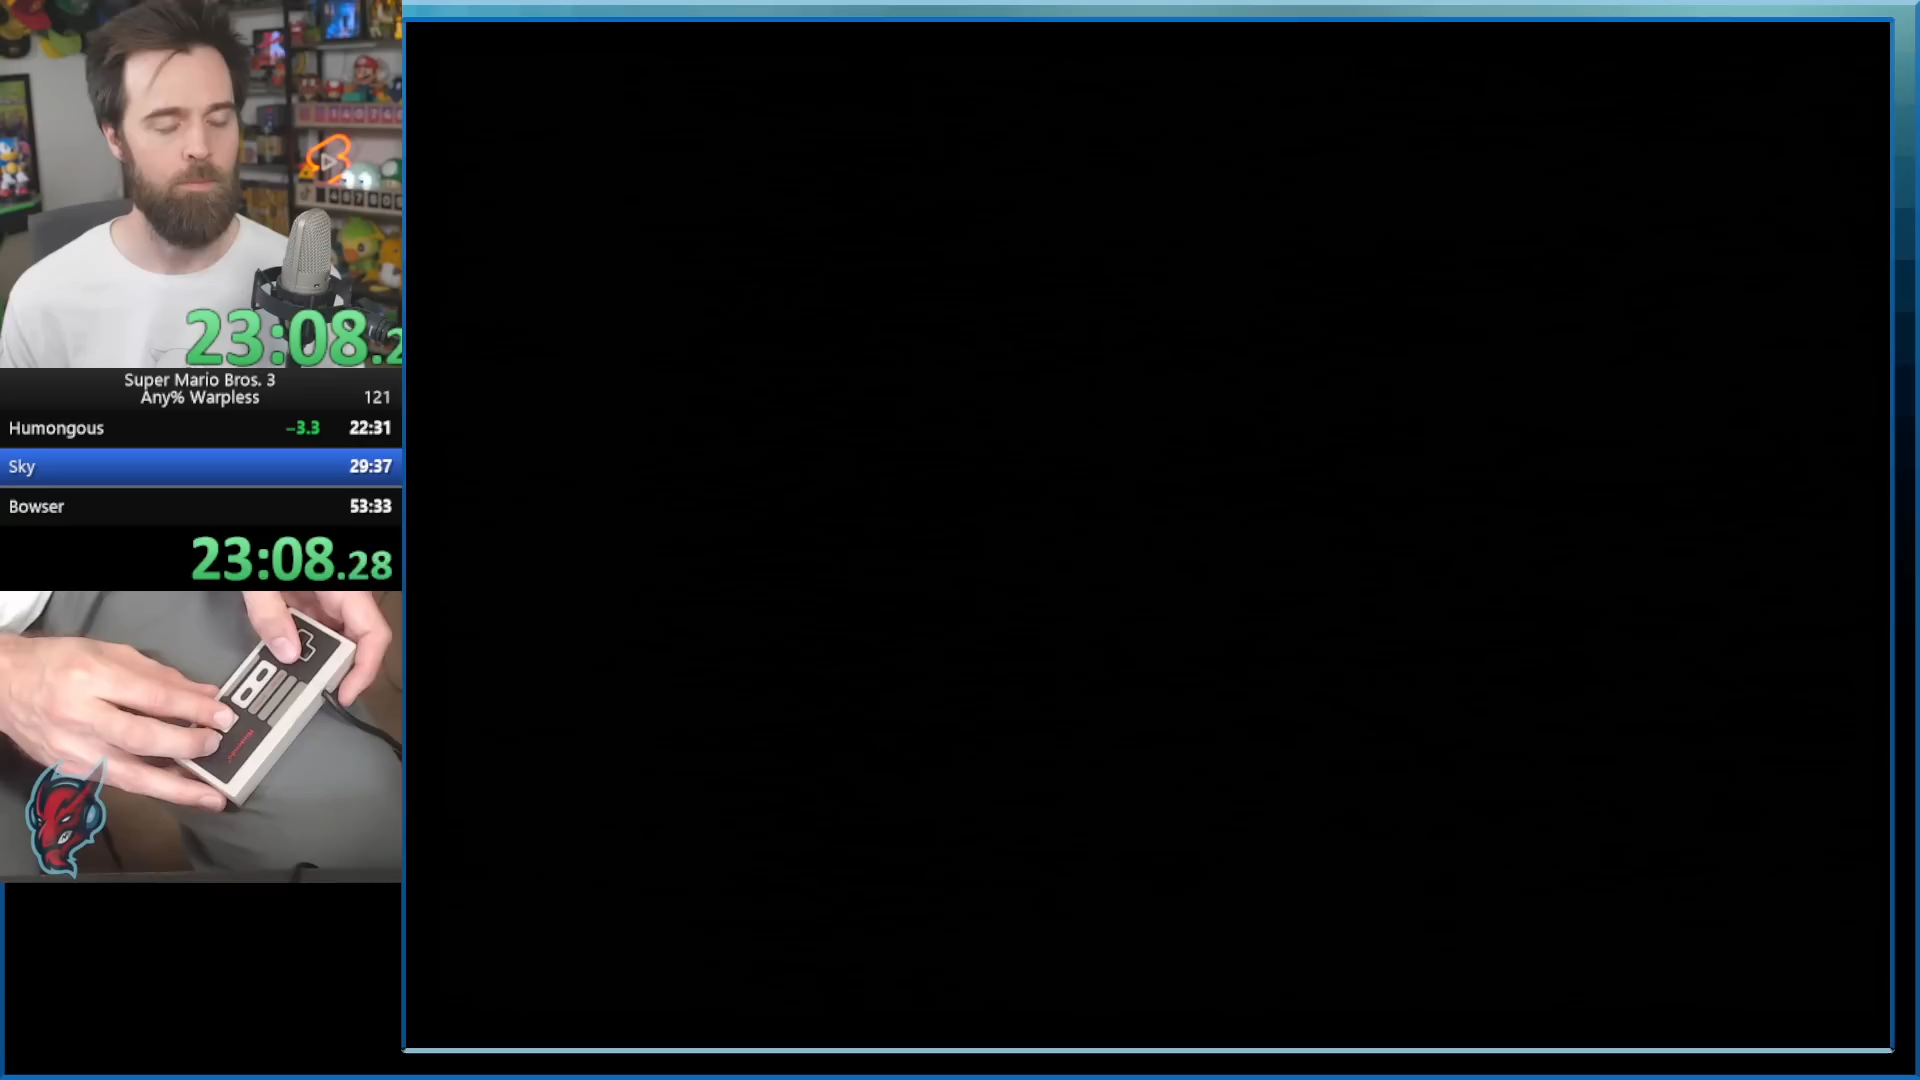 23:08.2
Super Mario Bros. 3
Any% Warpless 121
Humongous -3.3 22:31
Sky 29:37
Bowser 53:33
23:08.28
Nintendo